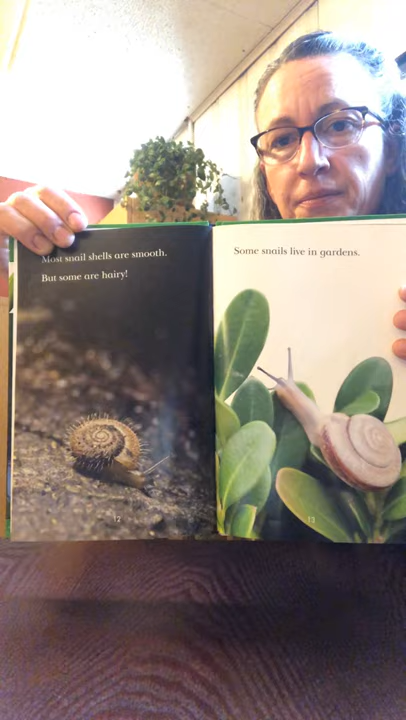 Most snail shells are smooth.
But some are hairy!
12
Some snails live in gardens.
13